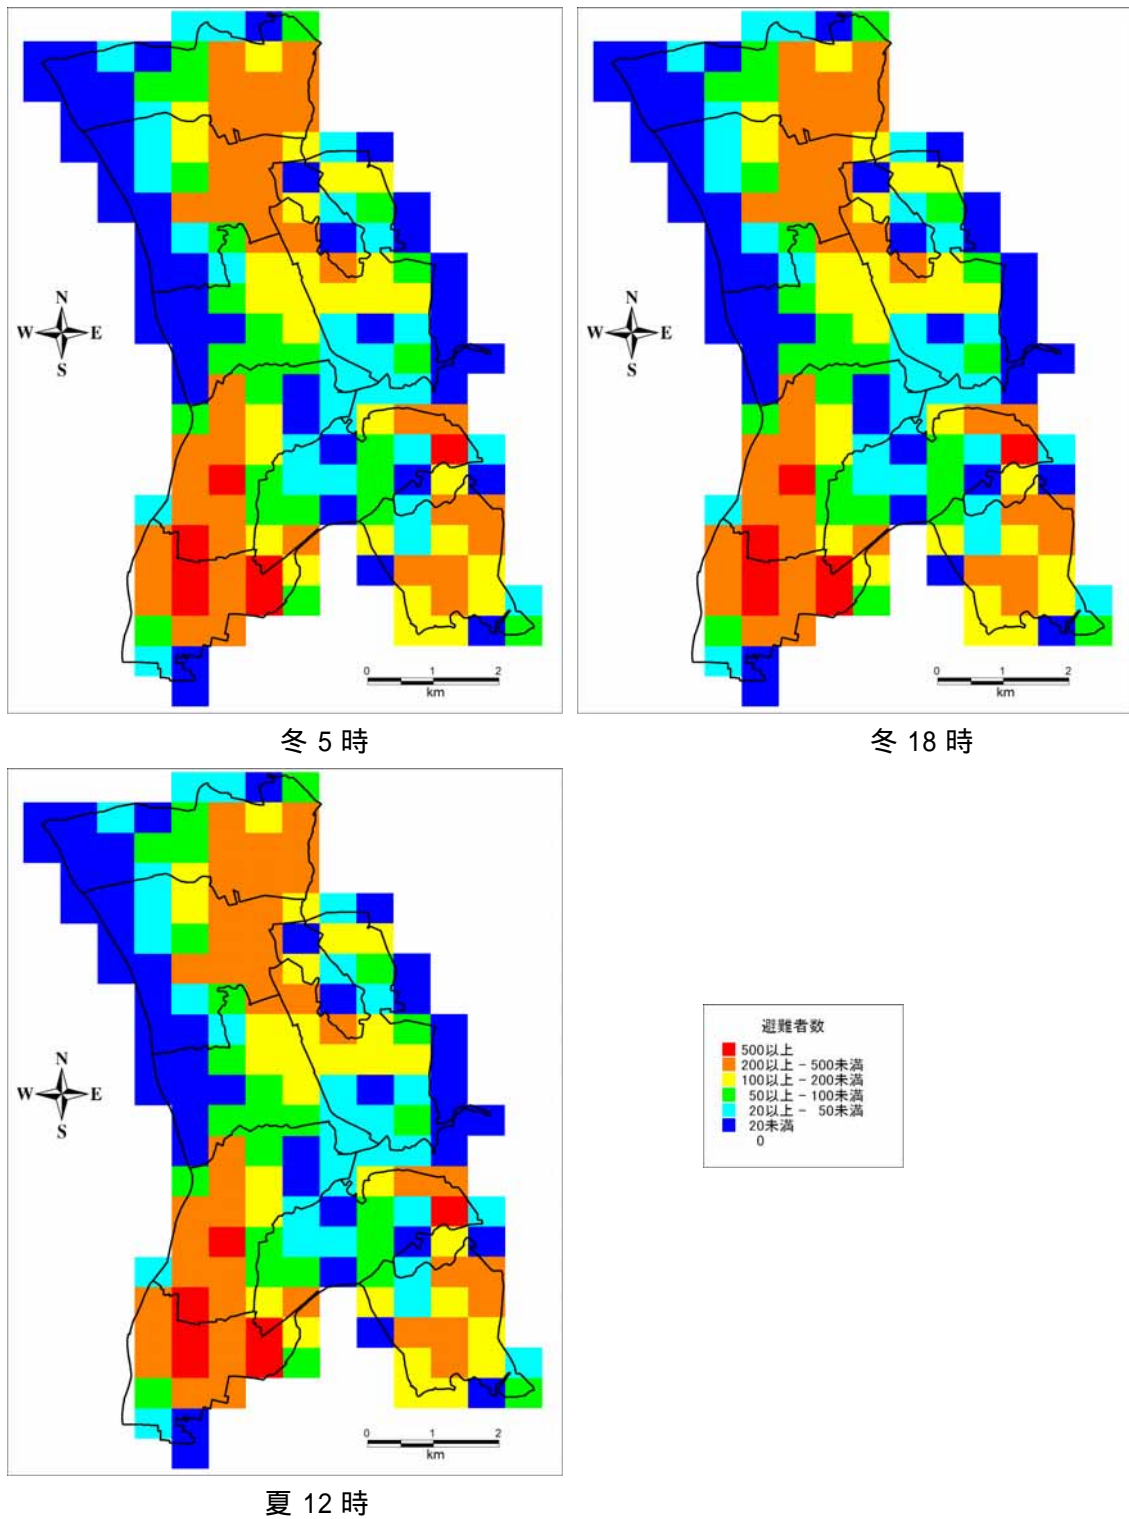 N
W E
S
0 1 2
km
N
W E
S
0 1 2
km
冬 5 時
冬 18 時
N
W E
S
0 1 2
km
避難者数
500以上
200以上 - 500未満
100以上 - 200未満
50以上 - 100未満
20以上 - 50未満
20未満
0
夏 12 時